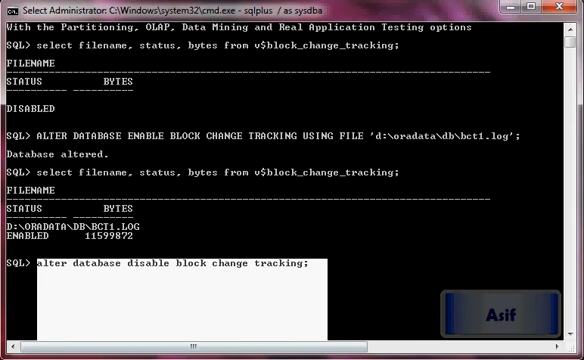 Select Administrator: C:\Windows\system32\cmd.exe - sqlplus / as sysdba
With the Partitioning, OLAP, Data Mining and Real Application Testing options
SQL> select filename, status, bytes from v$block_change_tracking;
FILENAME
--------------------------------------------------------------------------------
STATUS          BYTES
---------- ----------
DISABLED
SQL> ALTER DATABASE ENABLE BLOCK CHANGE TRACKING USING FILE 'd:\oradata\db\bct1.log';
Database altered.
SQL> select filename, status, bytes from v$block_change_tracking;
FILENAME
--------------------------------------------------------------------------------
STATUS          BYTES
---------- ----------
D:\ORADATA\DB\BCT1.LOG
ENABLED      11599872
SQL> alter database disable block change tracking;
Asif